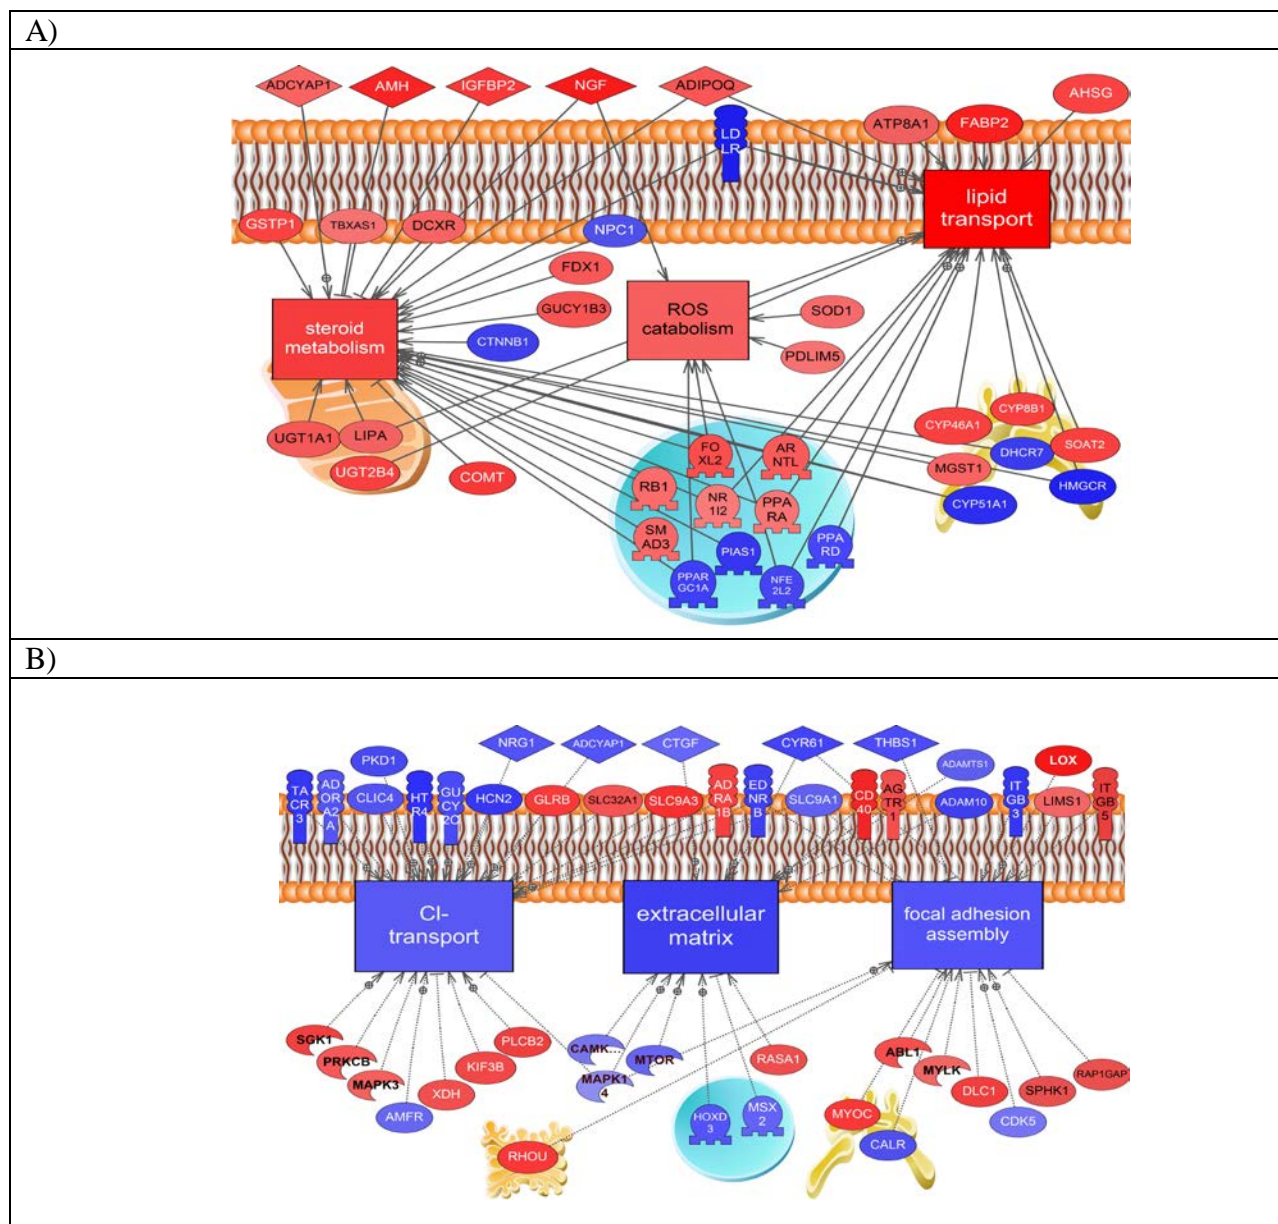 A)
ADCYAP1
AMH
IGFBP2
NGF
ADIPOQ
AHSG
LD
LR
ATP8A1
FABP2
lipid
transport
GSTP1
TBXAS1
DCXR
NPC1
FDX1
GUCY1B3
CTNNB1
steroid
metabolism
ROS
catabolism
SOD1
PDLIM5
UGT1A1
LIPA
UGT2B4
COMT
FO
XL2
AR
NTL
RB1
NR
1I2
PPA
RA
SM
AD3
PIAS1
PPA
RD
PPAR
GC1A
NFE
2L2
CYP46A1
CYP8B1
SOAT2
DHCR7
MGST1
HMGCR
CYP51A1
B)
NRG1
ADCYAP1
CTGF
CYR61
THBS1
PKD1
ADAMTS1
LOX
TA
CR
3
AD
OR
A2
A
CLIC4
HT
R4
GU
CY
2C
HCN2
GLRB
SLC32A1
SLC9A3
AD
RA
1B
ED
NR
B
SLC9A1
CD
40
AG
TR
1
ADAM10
IT
GB
3
LIMS1
IT
GB
5
Cl-
transport
extracellular
matrix
focal adhesion
assembly
SGK1
PRKCB
MAPK3
AMFR
XDH
KIF3B
PLCB2
CAMK...
MAPK1
4
MTOR
RASA1
HOXD
3
MSX
2
RHOU
ABL1
MYLK
DLC1
SPHK1
RAP1GAP
CDK5
MYOC
CALR